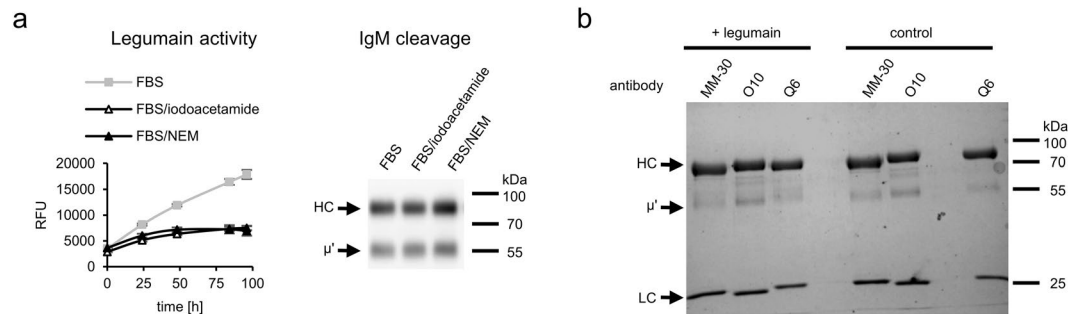 a
Legumain activity
FBS
FBS/iodoacetamide
FBS/NEM
20000
15000
10000
5000
0
RFU
0 25 50 75 100
time [h]
IgM cleavage
FBS
FBS/iodoacetamide
FBS/NEM
kDa
HC
100
70
μ'
55
b
+ legumain
control
antibody
MM-30
O10
Q6
MM-30
O10
Q6
kDa
100
HC
70
55
μ'
25
LC